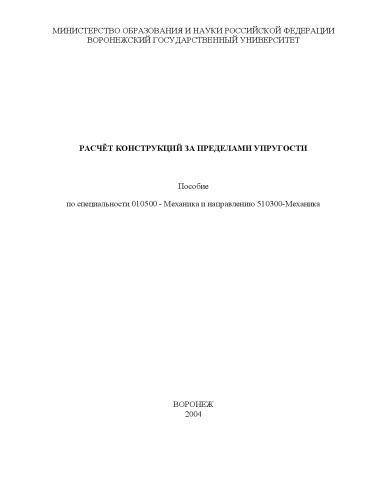 МИНИСТЕРСТВО ОБРАЗОВАНИЯ И НАУКИ РОССИЙСКОЙ ФЕДЕРАЦИИ
ВОРОНЕЖСКИЙ ГОСУДАРСТВЕННЫЙ УНИВЕРСИТЕТ
РАСЧЁТ КОНСТРУКЦИЙ ЗА ПРЕДЕЛАМИ УПРУГОСТИ
Пособие
по специальности 010500 - Механика и направлению 510300-Механика
ВОРОНЕЖ
2004